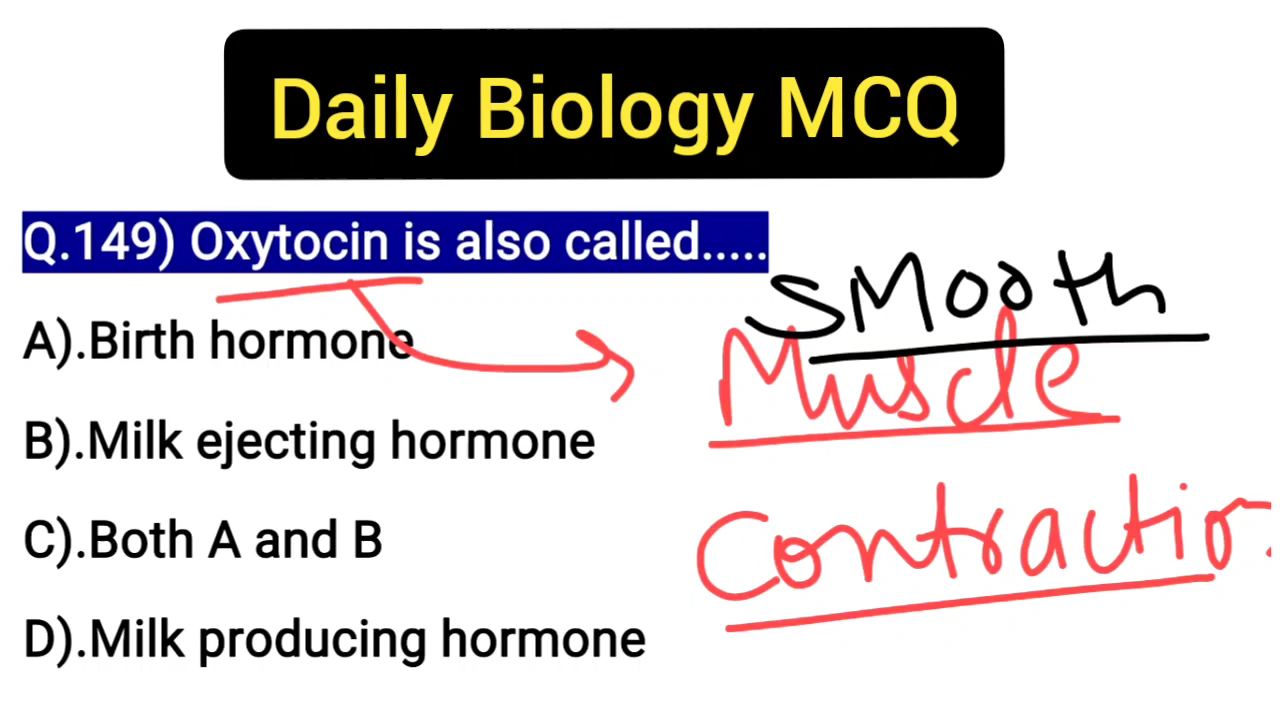 Daily Biology MCQ
Q.149) Oxytocin is also called.....
A).Birth hormone
B).Milk ejecting hormone
C).Both A and B
D).Milk producing hormone
smooth
Muscle
Contraction